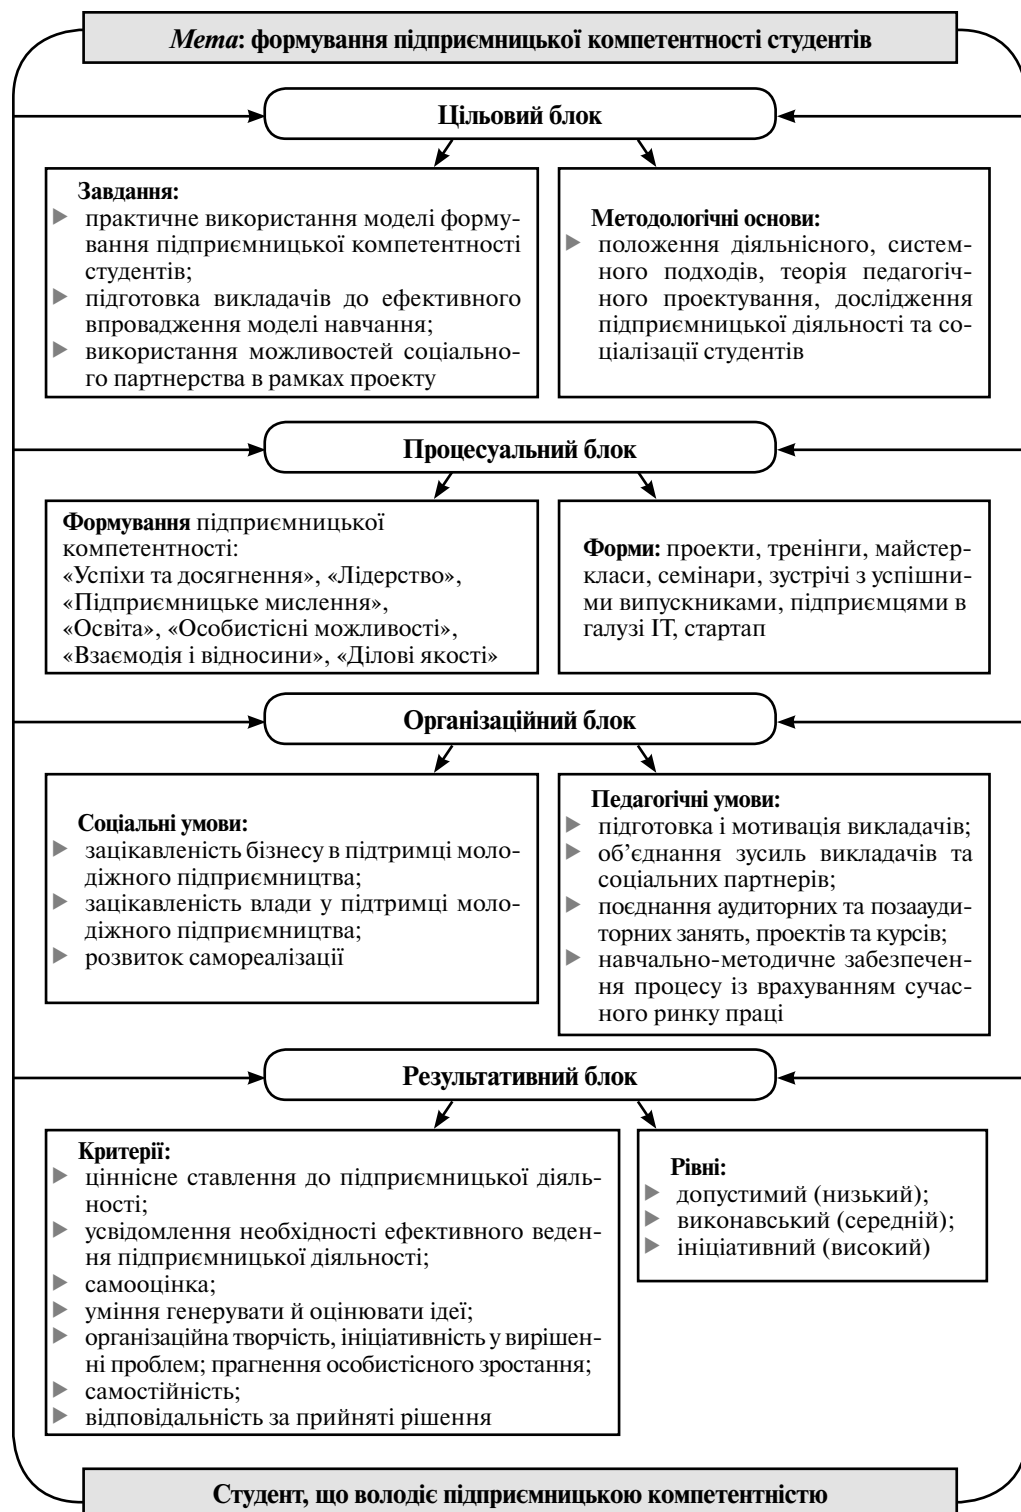 Мета: формування підприємницької компетентності студентів
Цільовий блок
Завдання:
практичне використання моделі форму-
вання підприємницької компетентності
студентів;
підготовка викладачів до ефективного
впровадження моделі навчання;
використання можливостей соціально-
го партнерства в рамках проекту
Методологічні основи:
положення діяльнісного, систем-
ного подходів, теорія педагогіч-
ного проектування, дослідження
підприємницької діяльності та со-
ціалізації студентів
Процесуальний блок
Формування підприємницької
компетентності:
«Успіхи та досягнення», «Лідерство»,
«Підприємницьке мислення»,
«Освіта», «Особистісні можливості»,
«Взаємодія і відносини», «Ділові якості»
Форми: проекти, тренінги, майстер-
класи, семінари, зустрічі з успішни-
ми випускниками, підприємцями в
галузі ІТ, стартап
Організаційний блок
Соціальні умови:
зацікавленість бізнесу в підтримці моло-
діжного підприємництва;
зацікавленість влади у підтримці моло-
діжного підприємництва;
розвиток самореалізації
Педагогічні умови:
підготовка і мотивація викладачів;
об’єднання зусиль викладачів та
соціальних партнерів;
поєднання аудиторних та позаауди-
торних занять, проектів та курсів;
навчально-методичне забезпечен-
ня процесу із врахуванням сучас-
ного ринку праці
Результативний блок
Критерії:
ціннісне ставлення до підприємницької діяль-
ності;
усвідомлення необхідності ефективного веден-
ня підприємницької діяльності;
самооцінка;
уміння генерувати й оцінювати ідеї;
організаційна творчість, ініціативність у вирішен-
ні проблем; прагнення особистісного зростання;
самостійність;
відповідальність за прийняті рішення
Рівні:
допустимий (низький);
виконавський (середній);
ініціативний (високий)
Студент, що володіє підприємницькою компетентністю